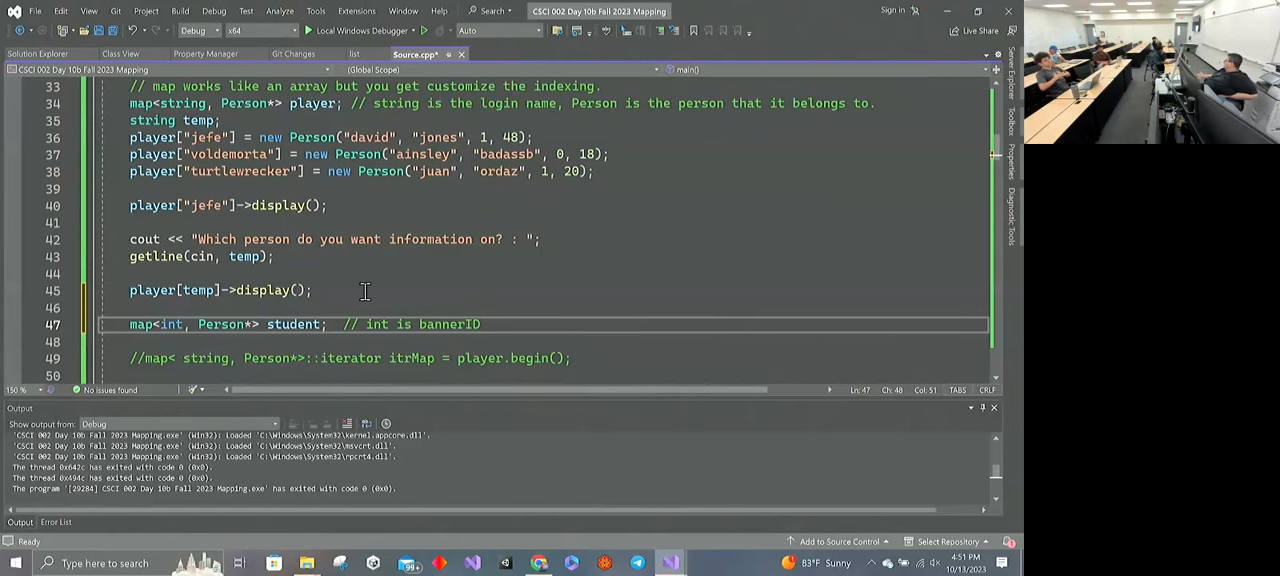 File Edit View Git Project Build Debug Test Analyze Tools Extensions Window Help Search CSCI 002 Day 10b Fall 2023 Mapping Sign in
Debug x64 Local Windows Debugger Auto Live Share
Solution Explorer Class View Property Manager Git Changes list Source.cpp*
CSCI 002 Day 10b Fall 2023 Mapping (Global Scope) main()
33 // map works like an array but you get customize the indexing.
34 map<string, Person*> player; // string is the login name, Person is the person that it belongs to.
35 string temp;
36 player["jefe"] = new Person("david", "jones", 1, 48);
37 player["voldemorta"] = new Person("ainsley", "badassb", 0, 18);
38 player["turtlewrecker"] = new Person("juan", "ordaz", 1, 20);
39
40 player["jefe"]->display();
41
42 cout << "Which person do you want information on? : ";
43 getline(cin, temp);
44
45 player[temp]->display();
46
47 map<int, Person*> student; // int is bannerID
48
49 //map< string, Person*>::iterator itrMap = player.begin();
50
150 % No issues found Ln: 47 Ch: 48 Col: 51 TABS CRLF
Output
Show output from: Debug
'CSCI 002 Day 10b Fall 2023 Mapping.exe' (Win32): Loaded 'C:\Windows\System32\kernel.appcore.dll'.
'CSCI 002 Day 10b Fall 2023 Mapping.exe' (Win32): Loaded 'C:\Windows\System32\msvcrt.dll'.
'CSCI 002 Day 10b Fall 2023 Mapping.exe' (Win32): Loaded 'C:\Windows\System32\rpcrt4.dll'.
The thread 0x642c has exited with code 0 (0x0).
The thread 0x494c has exited with code 0 (0x0).
The program '[29284] CSCI 002 Day 10b Fall 2023 Mapping.exe' has exited with code 0 (0x0).
Output Error List
Ready Add to Source Control Select Repository
Type here to search 99+ 83°F Sunny 4:51 PM
10/13/2023
Server Explorer
Toolbox
Properties
Diagnostic Tools